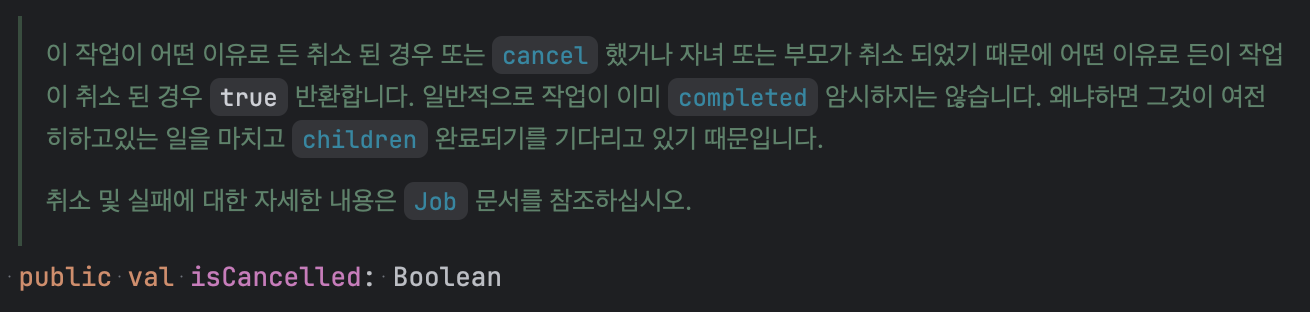 이 작업이 어떤 이유로 든 취소 된 경우 또는 cancel 했거나 자녀 또는 부모가 취소 되었기 때문에 어떤 이유로 든이 작업
이 취소 된 경우 true 반환합니다. 일반적으로 작업이 이미 completed 암시하지는 않습니다. 왜냐하면 그것이 여전
히하고있는 일을 마치고 children 완료되기를 기다리고 있기 때문입니다.
취소 및 실패에 대한 자세한 내용은 Job 문서를 참조하십시오.
public val isCancelled: Boolean